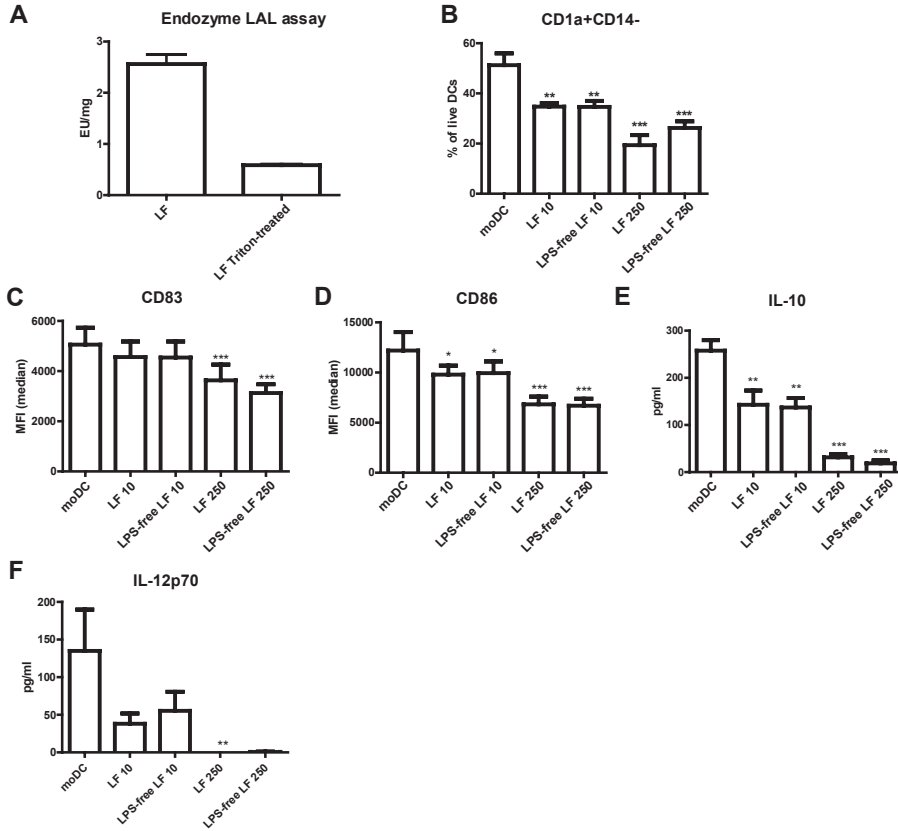 A
Endozyme LAL assay
EU/mg
3
2
1
0
LF
LF Triton-treated
B
CD1a+CD14-
% of live DCs
60
40
20
0
**
**
***
***
moDC
LF 10
LPS-free LF 10
LF 250
LPS-free LF 250
C
CD83
MFI (median)
6000
4000
2000
0
***
***
moDC
LF 10
LPS-free LF 10
LF 250
LPS-free LF 250
D
CD86
MFI (median)
15000
10000
5000
0
*
*
***
***
moDC
LF 10
LPS-free LF 10
LF 250
LPS-free LF 250
E
IL-10
pg/ml
300
200
100
0
**
**
***
***
moDC
LF 10
LPS-free LF 10
LF 250
LPS-free LF 250
F
IL-12p70
pg/ml
200
150
100
50
0
**
moDC
LF 10
LPS-free LF 10
LF 250
LPS-free LF 250